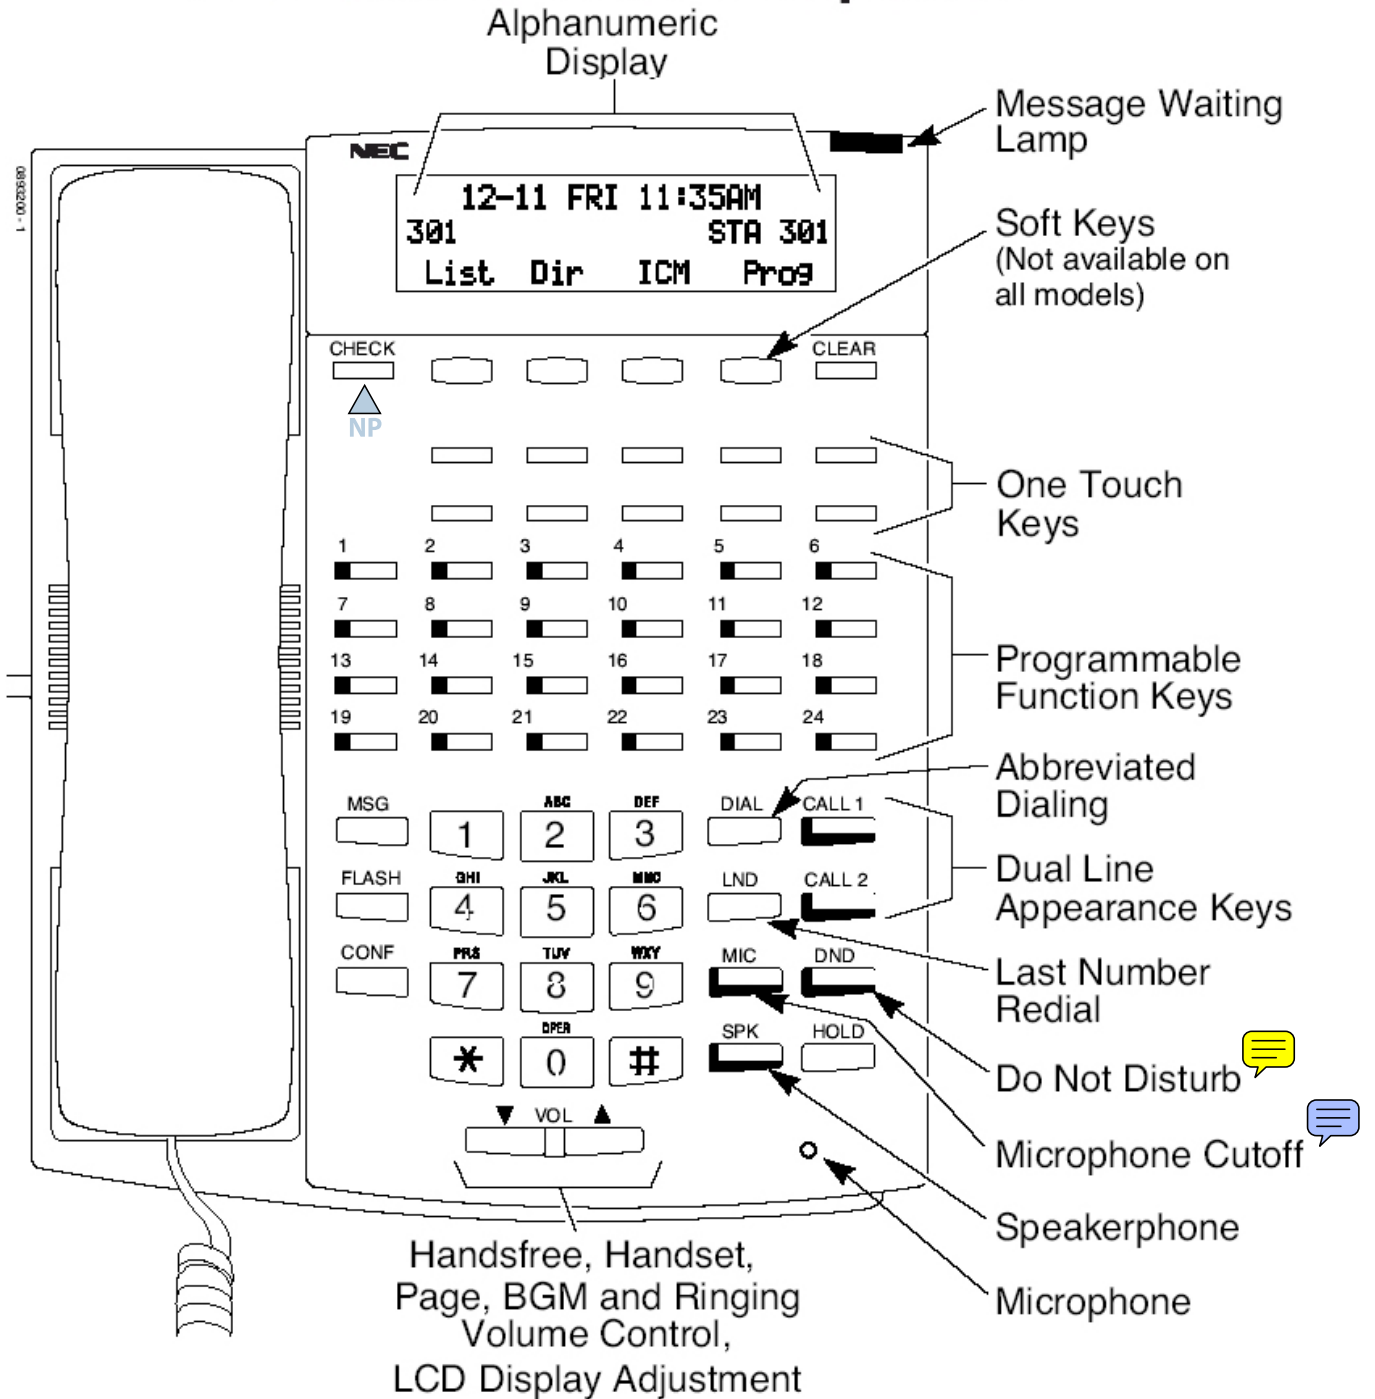 Alphanumeric
Display
Message Waiting
Lamp
NEC
0893200 - 1
12-11 FRI 11:35AM
301 STA 301
List Dir ICM Prog
Soft Keys
(Not available on
all models)
CHECK CLEAR
NP
One Touch
Keys
1 2 3 4 5 6
7 8 9 10 11 12
13 14 15 16 17 18
19 20 21 22 23 24
Programmable
Function Keys
Abbreviated
Dialing
MSG ABC DEF DIAL CALL 1
1 2 3
Dual Line
Appearance Keys
FLASH GHI JKL MNO LND CALL 2
4 5 6
CONF PRS TUV WXY MIC DND
7 8 9
Last Number
Redial
OPER SPK HOLD
* 0 #
Do Not Disturb
▼ VOL ▲
Microphone Cutoff
Speakerphone
Microphone
Handsfree, Handset,
Page, BGM and Ringing
Volume Control,
LCD Display Adjustment